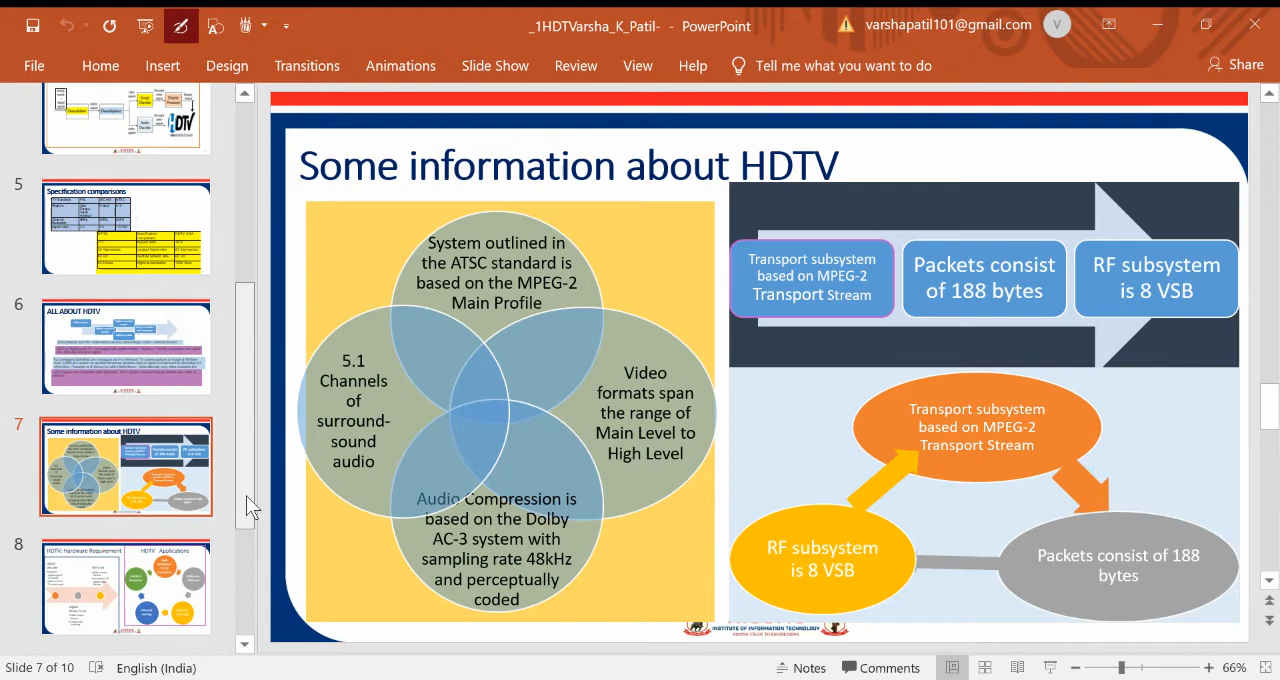 _1HDTVarsha_K_Patil- - PowerPoint
varshapatil101@gmail.com
V
File Home Insert Design Transitions Animations Slide Show Review View Help Tell me what you want to do Share
5
Specification comparisons
6
ALL ABOUT HDTV
7
Some information about HDTV
8
HDTV: Hardware Requirement
HDTV Applications
Some information about HDTV
System outlined in
the ATSC standard is
based on the MPEG-2
Main Profile
5.1
Channels
of
surround-
sound
audio
Video
formats span
the range of
Main Level to
High Level
Audio Compression is
based on the Dolby
AC-3 system with
sampling rate 48kHz
and perceptually
coded
Transport subsystem
based on MPEG-2
Transport Stream
Packets consist
of 188 bytes
RF subsystem
is 8 VSB
Transport subsystem
based on MPEG-2
Transport Stream
RF subsystem
is 8 VSB
Packets consist of 188
bytes
INSTITUTE OF INFORMATION TECHNOLOGY
Slide 7 of 10 English (India) Notes Comments 66%